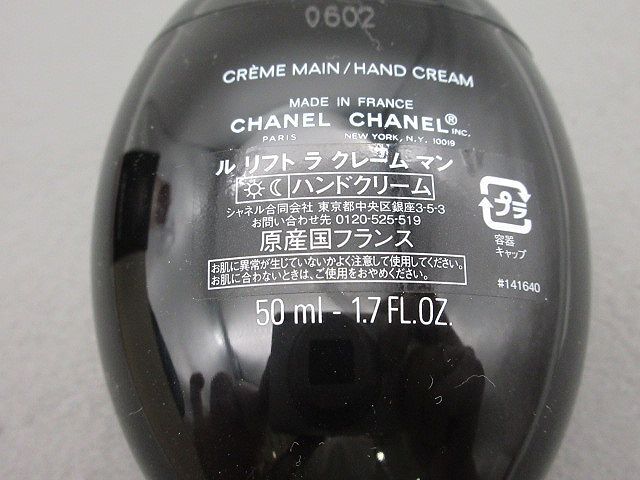 0602
CRÈME MAIN/HAND CREAM
MADE IN FRANCE
CHANEL CHANEL® INC.
PARIS NEW YORK, N.Y. 10019
ル リフト ラ クレーム マン
ハンドクリーム
シャネル合同会社 東京都中央区銀座3-5-3
お問い合わせ先 0120-525-519
原産国フランス
お肌に異常が生じていないかよく注意して使用してください。
お肌に合わないときは、ご使用をおやめください。
プラ
容器
キャップ
#141640
50 ml - 1.7 FL.OZ.